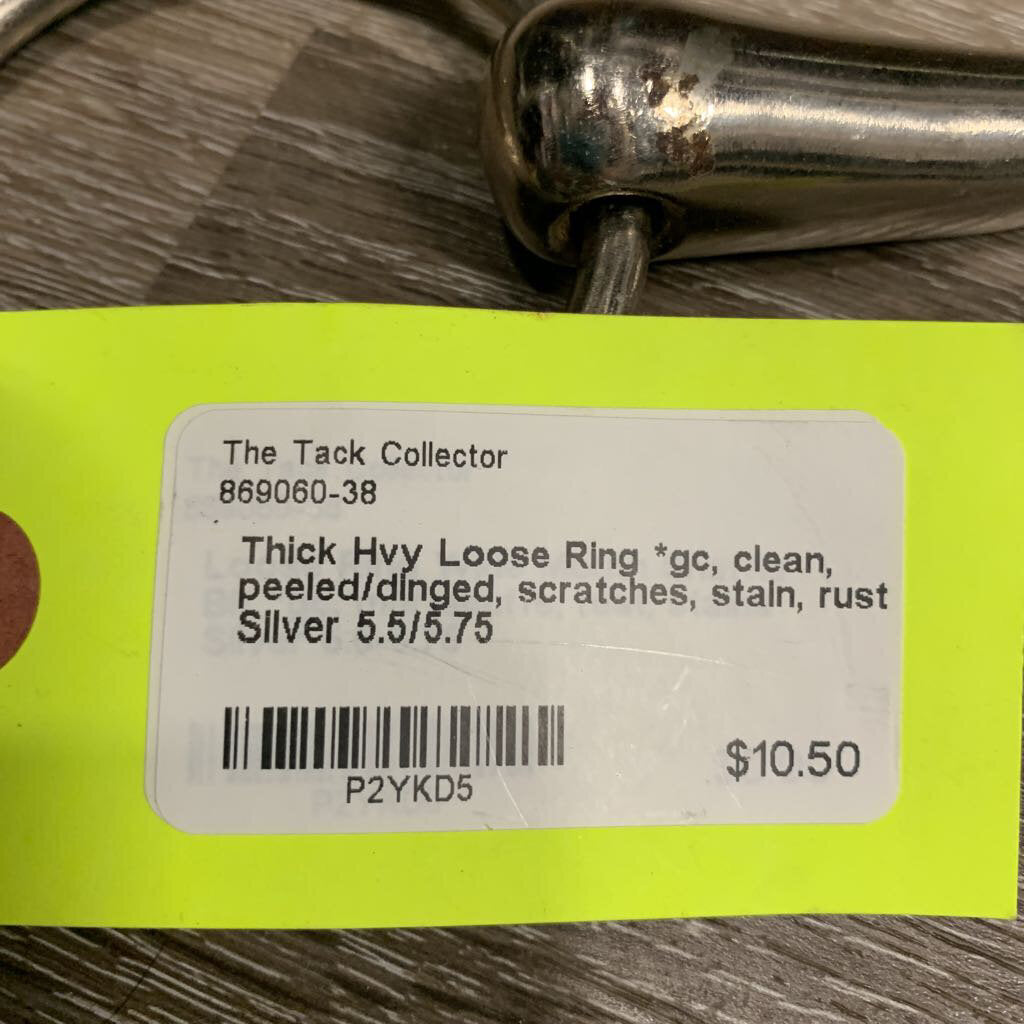 The Tack Collector
869060-38
Thick Hvy Loose Ring *gc, clean,
peeled/dinged, scratches, stain, rust
Silver 5.5/5.75
P2YKD5
$10.50